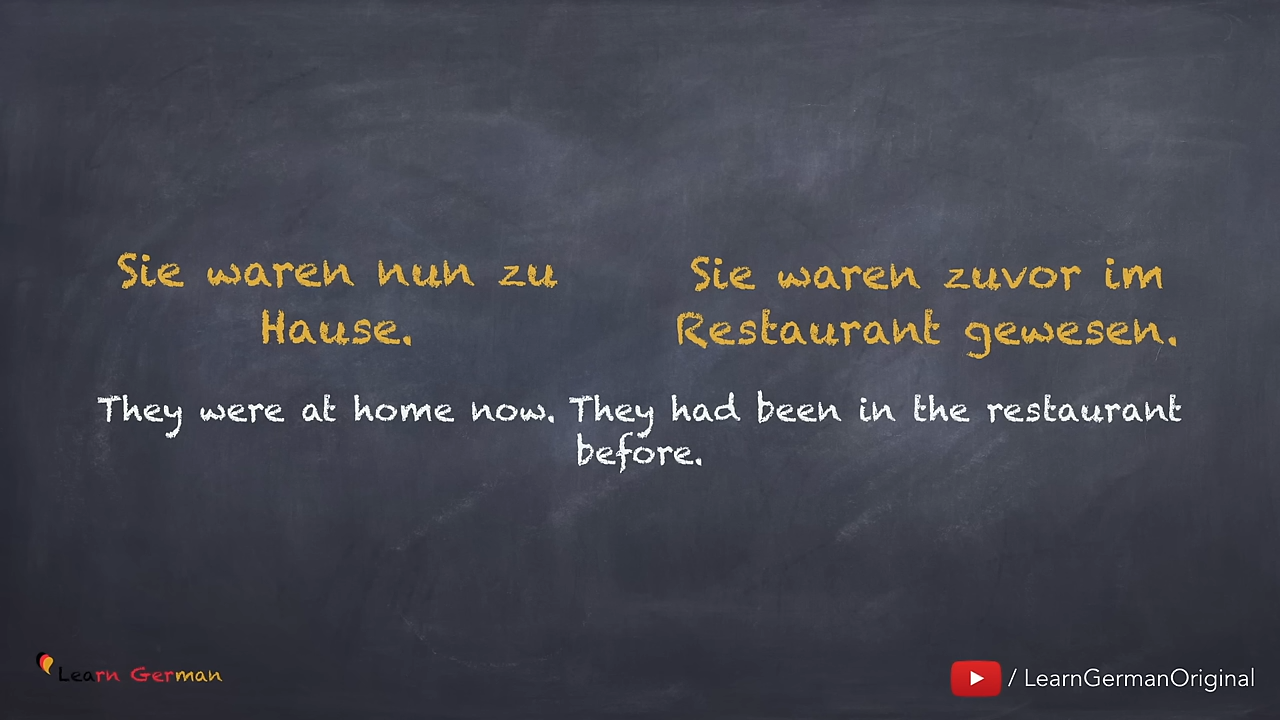 Sie waren nun zu
Hause.
Sie waren zuvor im
Restaurant gewesen.
They were at home now. They had been in the restaurant
before.
Learn German
/ LearnGermanOriginal